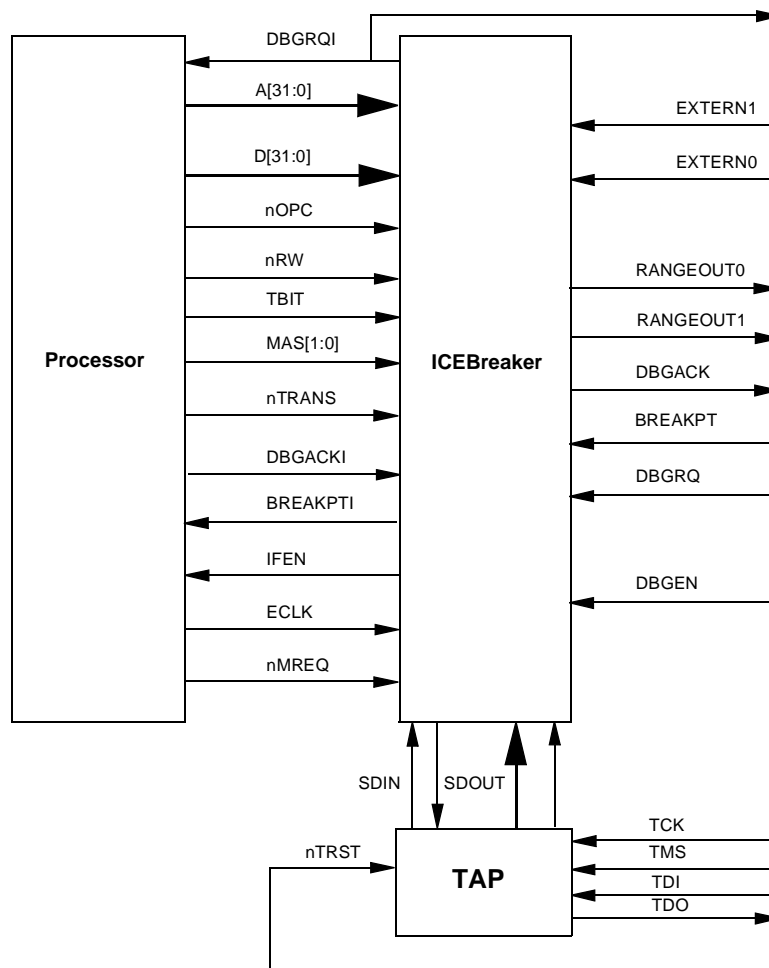 DBGRQI
A[31:0]
EXTERN1
D[31:0]
EXTERN0
nOPC
nRW
RANGEOUT0
TBIT
RANGEOUT1
MAS[1:0]
Processor
ICEBreaker
DBGACK
nTRANS
BREAKPT
DBGACKI
DBGRQ
BREAKPTI
IFEN
DBGEN
ECLK
nMREQ
SDIN
SDOUT
TCK
nTRST
TMS
TAP
TDI
TDO